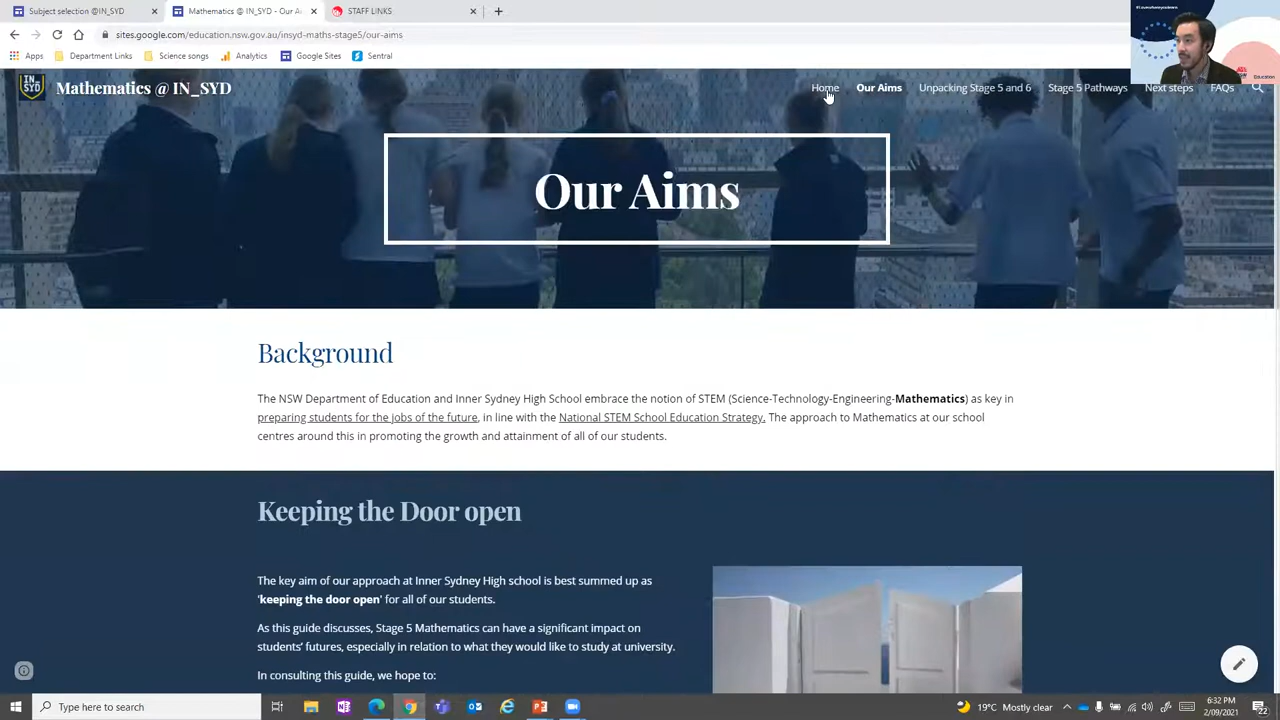 Subject selection @IN_SYD
Mathematics @ IN_SYD - Our A
STAFF LINKS
sites.google.com/education.nsw.gov.au/insyd-maths-stage5/our-aims
Apps
Department Links
Science songs
Analytics
Google Sites
Sentral
IN_
SYD
Mathematics @ IN_SYD
Home
Our Aims
Unpacking Stage 5 and 6
Stage 5 Pathways
Next steps
FAQs
Education
Our Aims
Background
The NSW Department of Education and Inner Sydney High School embrace the notion of STEM (Science-Technology-Engineering-Mathematics) as key in
preparing students for the jobs of the future, in line with the National STEM School Education Strategy. The approach to Mathematics at our school
centres around this in promoting the growth and attainment of all of our students.
Keeping the Door open
The key aim of our approach at Inner Sydney High school is best summed up as
'keeping the door open' for all of our students.
As this guide discusses, Stage 5 Mathematics can have a significant impact on
students' futures, especially in relation to what they would like to study at university.
In consulting this guide, we hope to:
Type here to search
19°C Mostly clear
6:32 PM
2/09/2021
22